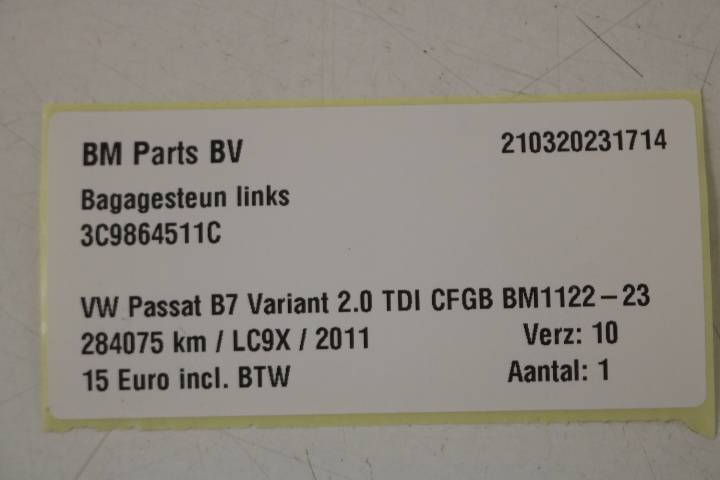 BM Parts BV 210320231714
Bagagesteun links
3C9864511C
VW Passat B7 Variant 2.0 TDI CFGB BM1122-23
284075 km / LC9X / 2011 Verz: 10
15 Euro incl. BTW Aantal: 1